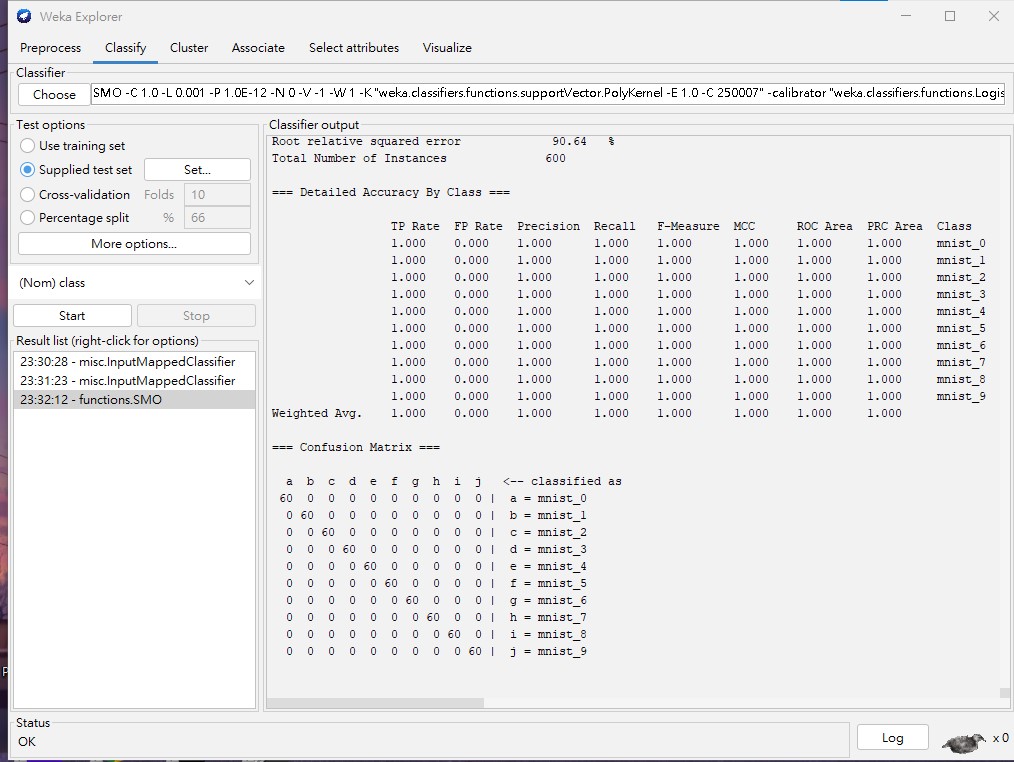 Weka Explorer
Preprocess Classify Cluster Associate Select attributes Visualize
Classifier
Choose SMO -C 1.0 -L 0.001 -P 1.0E-12 -N 0 -V -1 -W 1 -K "weka.classifiers.functions.supportVector.PolyKernel -E 1.0 -C 250007" -calibrator "weka.classifiers.functions.Logis
Test options
Use training set
Supplied test set Set...
Cross-validation Folds 10
Percentage split % 66
More options...
(Nom) class
Start Stop
Result list (right-click for options)
23:30:28 - misc.InputMappedClassifier
23:31:23 - misc.InputMappedClassifier
23:32:12 - functions.SMO
Classifier output
Root relative squared error 90.64 %
Total Number of Instances 600
=== Detailed Accuracy By Class ===
TP Rate FP Rate Precision Recall F-Measure MCC ROC Area PRC Area Class
1.000 0.000 1.000 1.000 1.000 1.000 1.000 1.000 mnist_0
1.000 0.000 1.000 1.000 1.000 1.000 1.000 1.000 mnist_1
1.000 0.000 1.000 1.000 1.000 1.000 1.000 1.000 mnist_2
1.000 0.000 1.000 1.000 1.000 1.000 1.000 1.000 mnist_3
1.000 0.000 1.000 1.000 1.000 1.000 1.000 1.000 mnist_4
1.000 0.000 1.000 1.000 1.000 1.000 1.000 1.000 mnist_5
1.000 0.000 1.000 1.000 1.000 1.000 1.000 1.000 mnist_6
1.000 0.000 1.000 1.000 1.000 1.000 1.000 1.000 mnist_7
1.000 0.000 1.000 1.000 1.000 1.000 1.000 1.000 mnist_8
1.000 0.000 1.000 1.000 1.000 1.000 1.000 1.000 mnist_9
Weighted Avg. 1.000 0.000 1.000 1.000 1.000 1.000 1.000 1.000
=== Confusion Matrix ===
a b c d e f g h i j <-- classified as
60 0 0 0 0 0 0 0 0 0 | a = mnist_0
0 60 0 0 0 0 0 0 0 0 | b = mnist_1
0 0 60 0 0 0 0 0 0 0 | c = mnist_2
0 0 0 60 0 0 0 0 0 0 | d = mnist_3
0 0 0 0 60 0 0 0 0 0 | e = mnist_4
0 0 0 0 0 60 0 0 0 0 | f = mnist_5
0 0 0 0 0 0 60 0 0 0 | g = mnist_6
0 0 0 0 0 0 0 60 0 0 | h = mnist_7
0 0 0 0 0 0 0 0 60 0 | i = mnist_8
0 0 0 0 0 0 0 0 0 60 | j = mnist_9
Status
OK
Log x 0